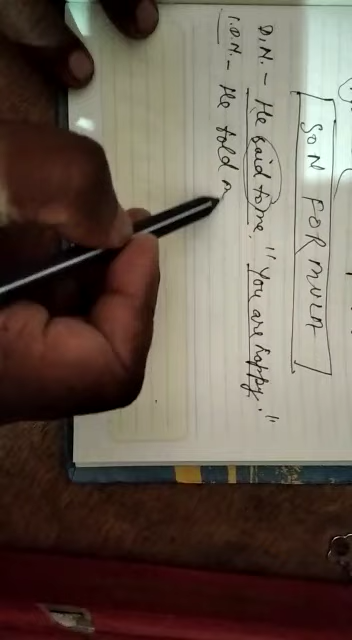 [SON FORMULA]
D.N. - He said to me, "You are happy."
I.D.N. - He told m